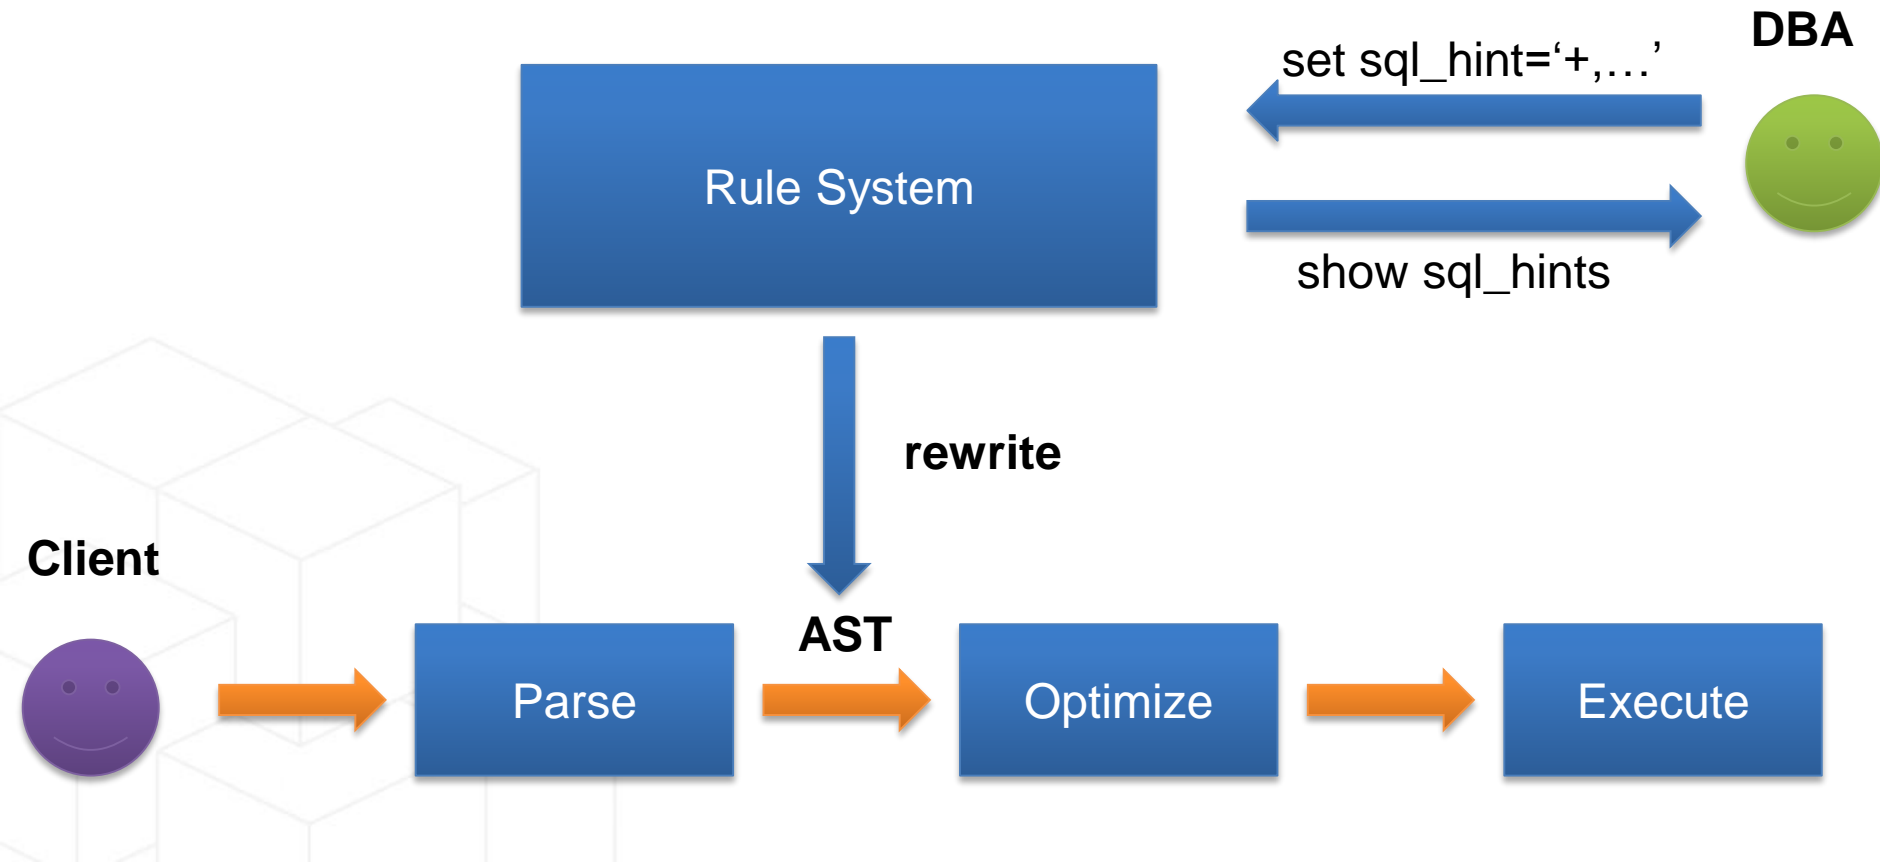 DBA
set sql_hint=‘+,…’
Rule System
show sql_hints
rewrite
Client
AST
Parse
Optimize
Execute